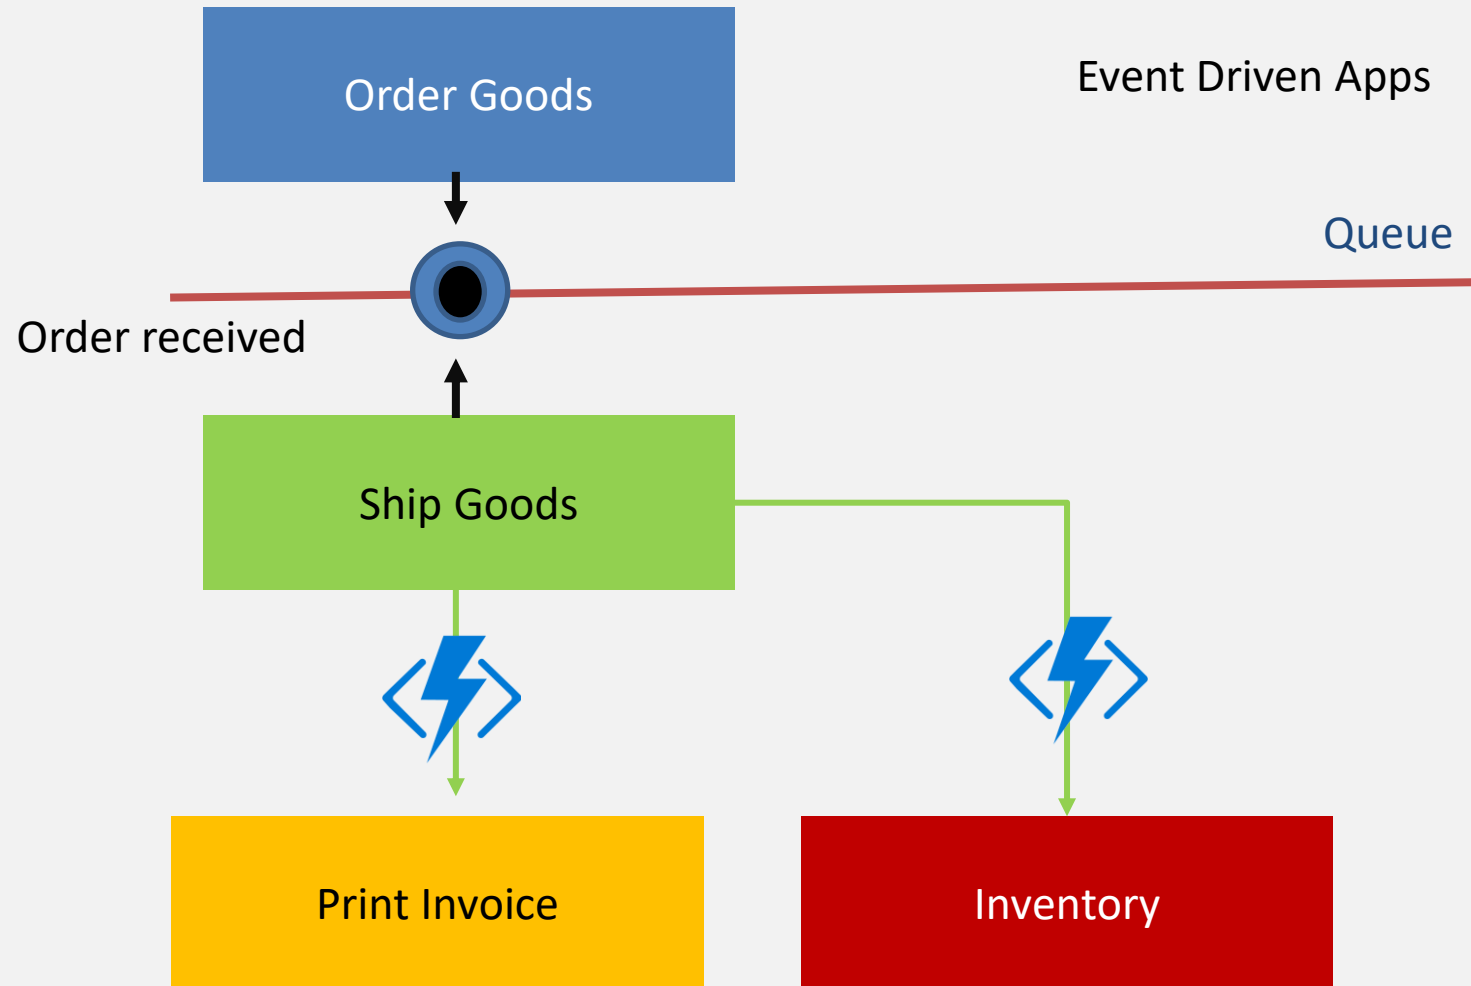 Order Goods
Event Driven Apps
Queue
Order received
Ship Goods
Print Invoice
Inventory